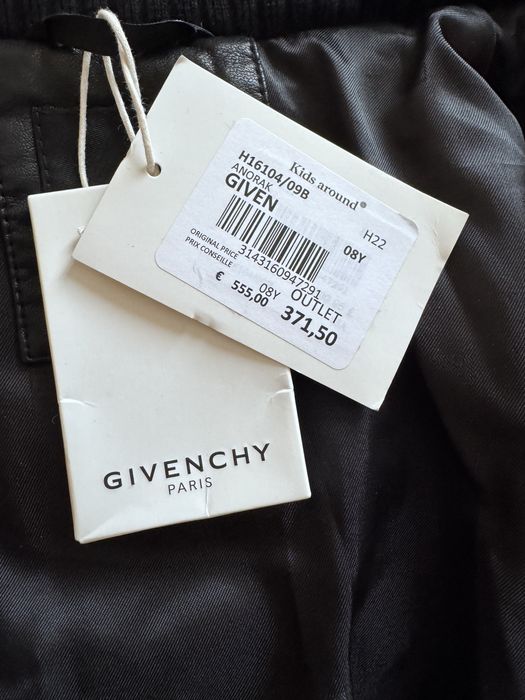 Kids around®
H16104/09B
ANORAK
GIVEN
H22
08Y
3143160947291
ORIGINAL PRICE
PRIX CONSEILLE
08Y OUTLET
€ 555,00 371,50
GIVENCHY
PARIS